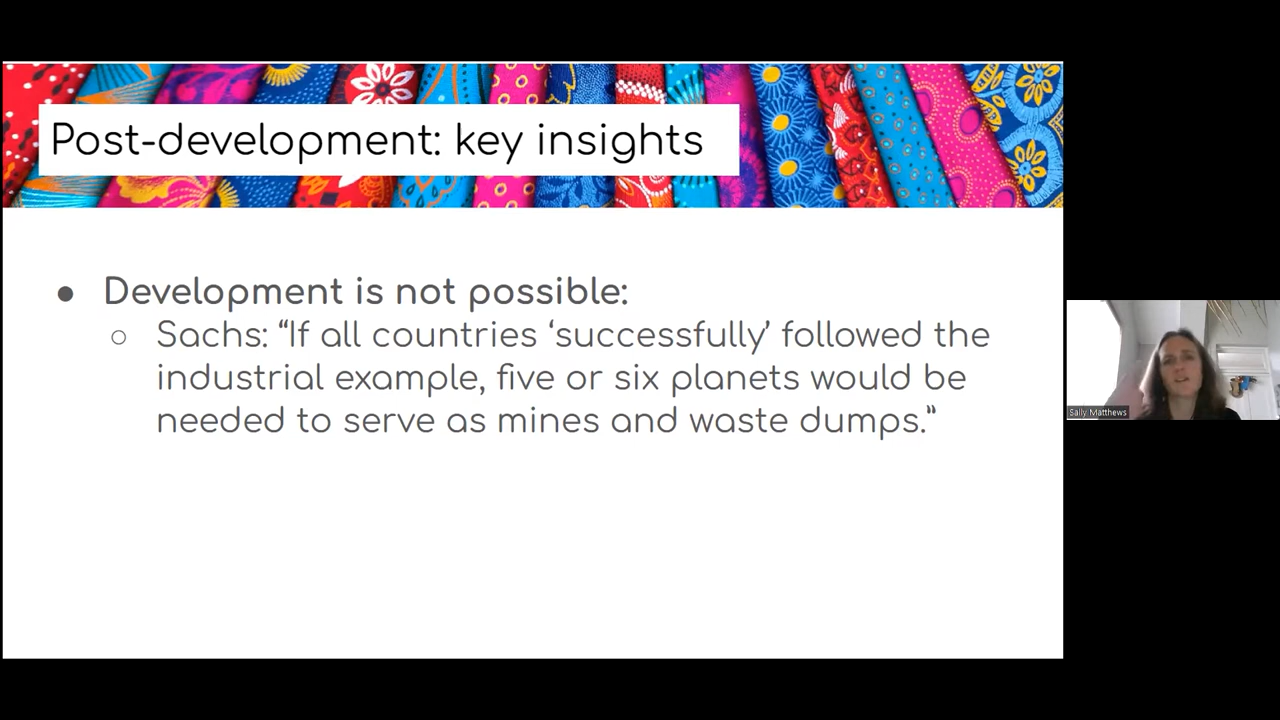 Post-development: key insights
● Development is not possible:
○ Sachs: “If all countries ‘successfully’ followed the
industrial example, five or six planets would be
needed to serve as mines and waste dumps.”
Sally Matthews